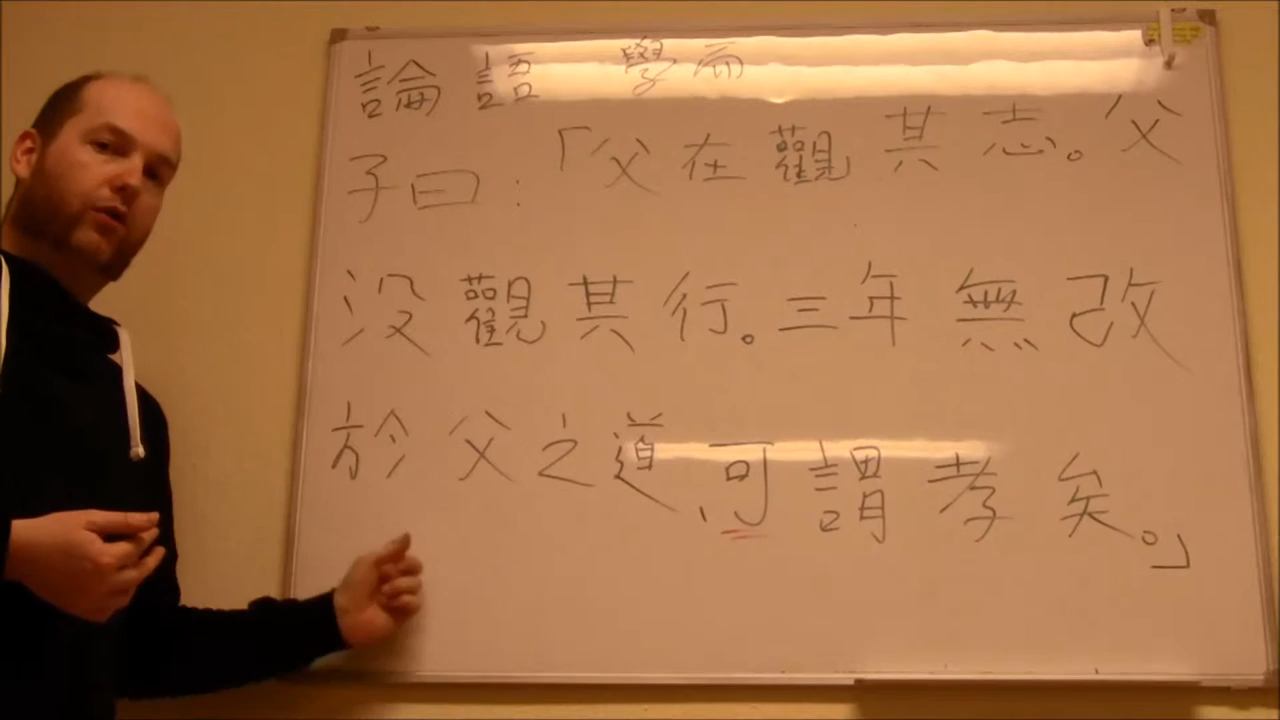 論語 學而
子曰:「父在觀其志。父
没觀其行。三年無改
於父之道、可謂孝矣。」